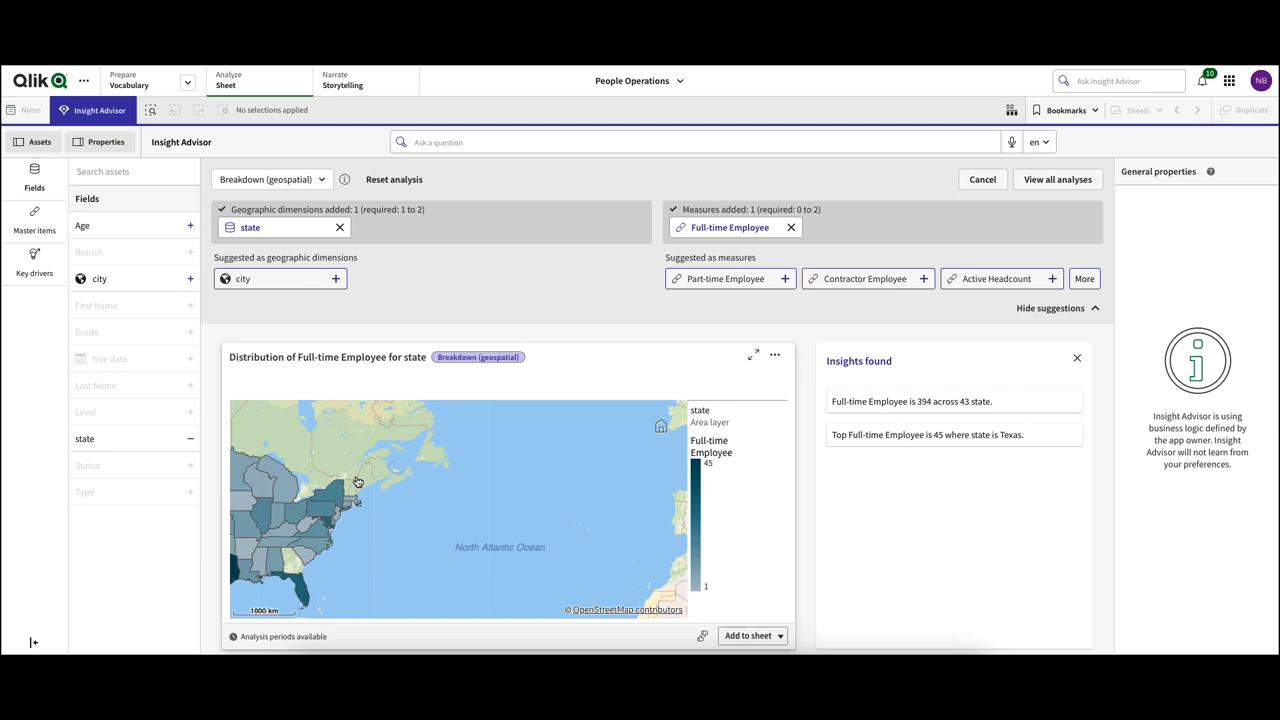 Qlik
Prepare
Vocabulary
Analyze
Sheet
Narrate
Storytelling
People Operations
Ask Insight Advisor
10
NB
Notes
Insight Advisor
No selections applied
Bookmarks
Sheets
Duplicate
Assets
Properties
Insight Advisor
Ask a question
en
Fields
Master items
Key drivers
Search assets
Fields
Age
Branch
city
First Name
Grade
hire date
Last Name
Level
state
Status
Type
Breakdown (geospatial)
Reset analysis
Cancel
View all analyses
Geographic dimensions added: 1 (required: 1 to 2)
state
Measures added: 1 (required: 0 to 2)
Full-time Employee
Suggested as geographic dimensions
city
Suggested as measures
Part-time Employee
Contractor Employee
Active Headcount
More
Hide suggestions
Distribution of Full-time Employee for state
Breakdown (geospatial)
North Atlantic Ocean
1000 km
© OpenStreetMap contributors
state
Area layer
Full-time
Employee
45
1
Analysis periods available
Add to sheet
Insights found
Full-time Employee is 394 across 43 state.
Top Full-time Employee is 45 where state is Texas.
General properties
Insight Advisor is using
business logic defined by
the app owner. Insight
Advisor will not learn from
your preferences.